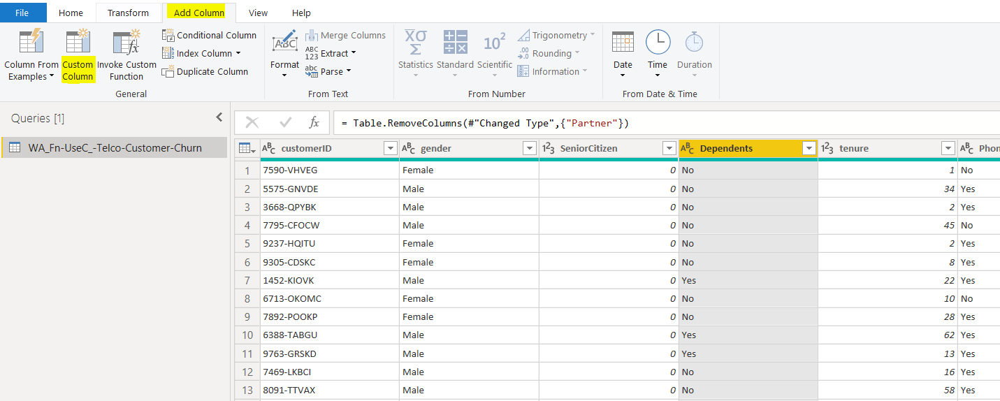 File Home Transform Add Column View Help
Column From Examples
Custom Column
Invoke Custom Function
Conditional Column
Index Column
Duplicate Column
General
Format
Merge Columns
Extract
Parse
From Text
Statistics
Standard
Scientific
Trigonometry
Rounding
Information
From Number
Date
Time
Duration
From Date & Time
Queries [1]
WA_Fn-UseC_-Telco-Customer-Churn
fx = Table.RemoveColumns(#"Changed Type",{"Partner"})
ABC customerID ABC gender 123 SeniorCitizen ABC Dependents 123 tenure ABC Phon
1 7590-VHVEG Female 0 No 1 No
2 5575-GNVDE Male 0 No 34 Yes
3 3668-QPYBK Male 0 No 2 Yes
4 7795-CFOCW Male 0 No 45 No
5 9237-HQITU Female 0 No 2 Yes
6 9305-CDSKC Female 0 No 8 Yes
7 1452-KIOVK Male 0 Yes 22 Yes
8 6713-OKOMC Female 0 No 10 No
9 7892-POOKP Female 0 No 28 Yes
10 6388-TABGU Male 0 Yes 62 Yes
11 9763-GRSKD Male 0 Yes 13 Yes
12 7469-LKBCI Male 0 No 16 Yes
13 8091-TTVAX Male 0 No 58 Yes